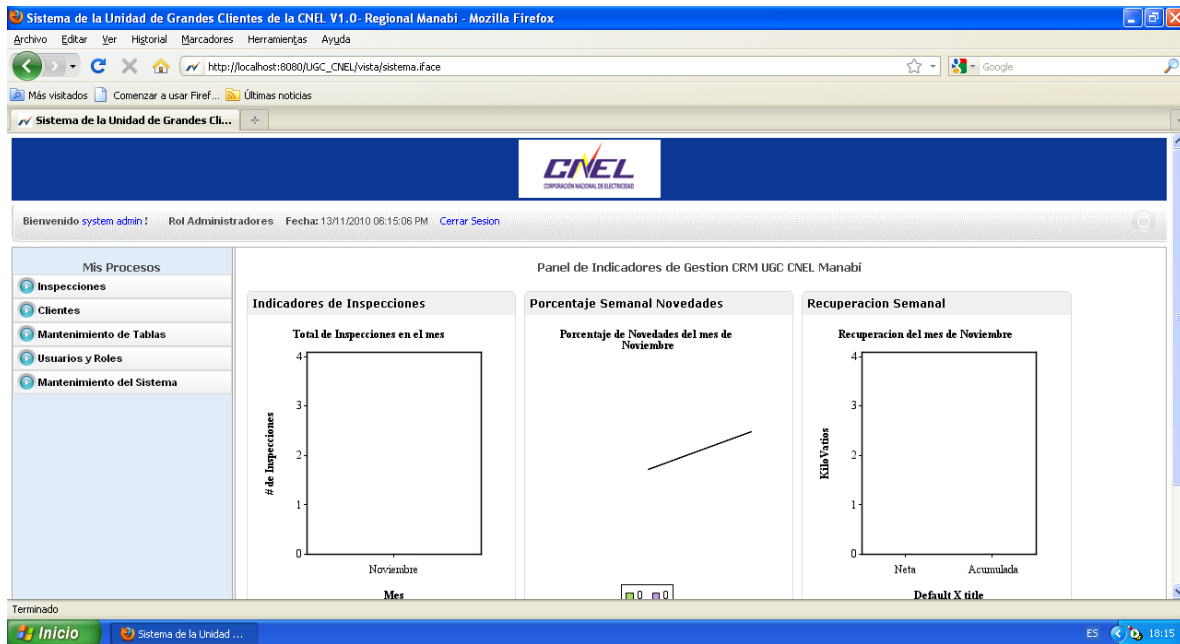 Sistema de la Unidad de Grandes Clientes de la CNEL V1.0- Regional Manabi - Mozilla Firefox
Archivo Editar Ver Historial Marcadores Herramientas Ayuda
http://localhost:8080/UGC_CNEL/vista/sistema.iface
Google
Más visitados Comenzar a usar Firef... Últimas noticias
Sistema de la Unidad de Grandes Cli...
CNEL
CORPORACIÓN NACIONAL DE ELECTRICIDAD
Bienvenido system admin ! Rol Administradores Fecha: 13/11/2010 06:15:06 PM Cerrar Sesion
Mis Procesos
Inspecciones
Clientes
Mantenimiento de Tablas
Usuarios y Roles
Mantenimiento del Sistema
Panel de Indicadores de Gestion CRM UGC CNEL Manabí
Indicadores de Inspecciones
Total de Inspecciones en el mes
# de Inspecciones
4
3
2
1
0
Noviembre
Mes
Porcentaje Semanal Novedades
Porcentaje de Novedades del mes de
Noviembre
0 0
Recuperacion Semanal
Recuperacion del mes de Noviembre
KiloVatios
4
3
2
1
0
Neta Acumulada
Default X title
Terminado
Inicio
Sistema de la Unidad ...
ES
18:15